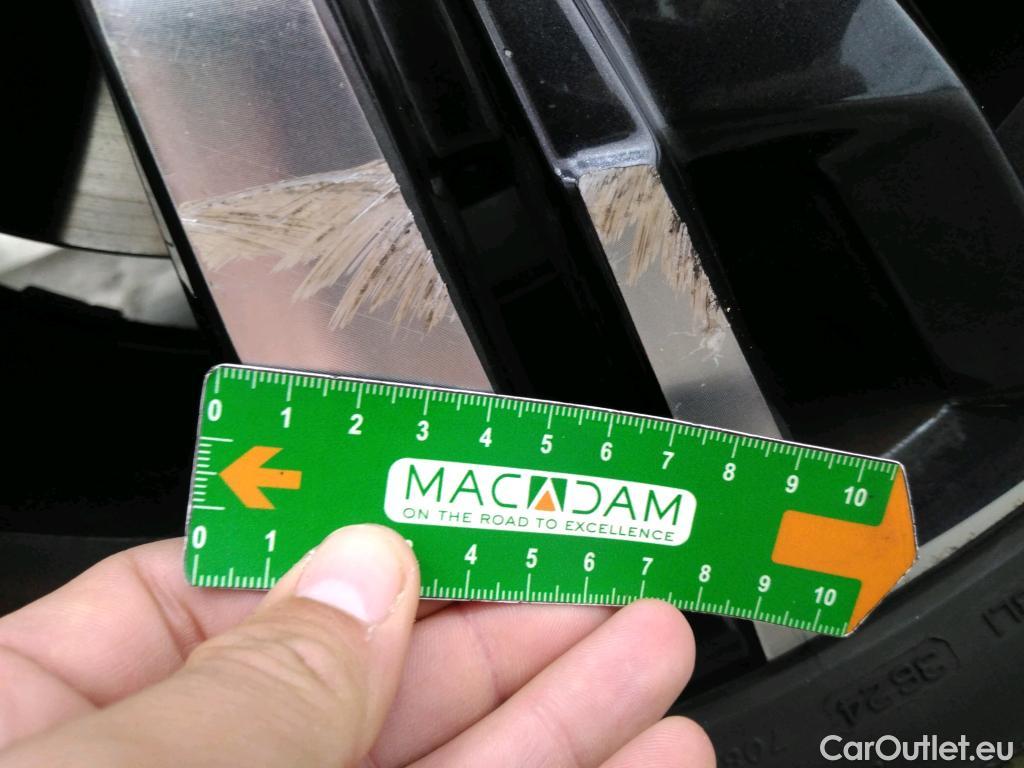 0 1 2 3 4 5 6 7 8 9 10
MACADAM
ON THE ROAD TO EXCELLENCE
0 1 4 5 6 7 8 9 10
3624
CarOutlet.eu